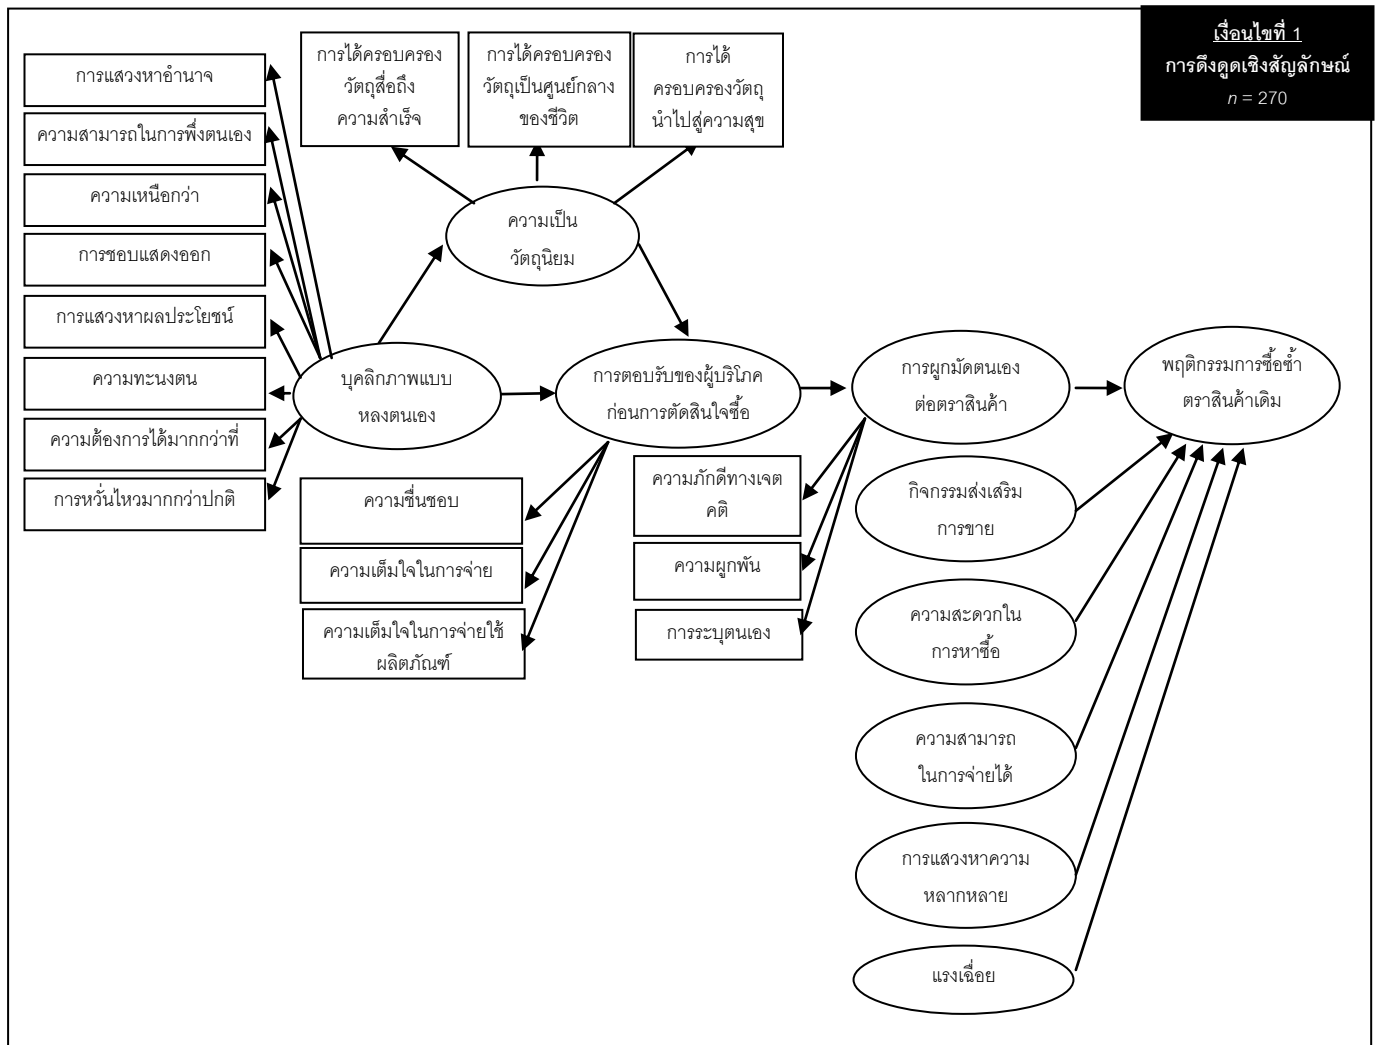 เงื่อนไขที่ 1
การดึงดูดเชิงสัญลักษณ์
n = 270
การแสวงหาอำนาจ
ความสามารถในการพึ่งตนเอง
ความเหนือกว่า
การชอบแสดงออก
การแสวงหาผลประโยชน์
ความทะนงตน
ความต้องการได้มากกว่าที่
การหวั่นไหวมากกว่าปกติ
การได้ครอบครอง
วัตถุสื่อถึง
ความสำเร็จ
การได้ครอบครอง
วัตถุเป็นศูนย์กลาง
ของชีวิต
การได้
ครอบครองวัตถุ
นำไปสู่ความสุข
ความเป็น
วัตถุนิยม
บุคลิกภาพแบบ
หลงตนเอง
การตอบรับของผู้บริโภค
ก่อนการตัดสินใจซื้อ
การผูกมัดตนเอง
ต่อตราสินค้า
พฤติกรรมการซื้อซ้ำ
ตราสินค้าเดิม
ความชื่นชอบ
ความเต็มใจในการจ่าย
ความเต็มใจในการจ่ายใช้
ผลิตภัณฑ์
ความภักดีทางเจต
คติ
ความผูกพัน
การระบุตนเอง
กิจกรรมส่งเสริม
การขาย
ความสะดวกใน
การหาซื้อ
ความสามารถ
ในการจ่ายได้
การแสวงหาความ
หลากหลาย
แรงเฉื่อย